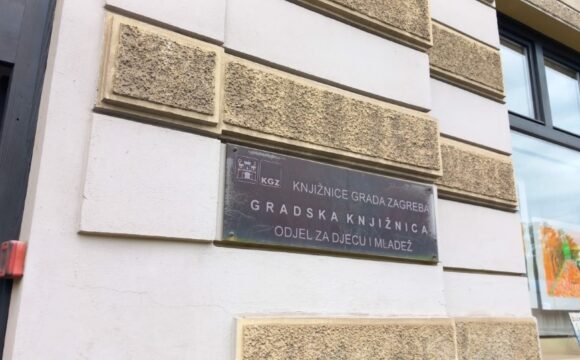 KGZ
KNJIŽNICE GRADA ZAGREBA
GRADSKA KNJIŽNICA
ODJEL ZA DJECU I MLADEŽ